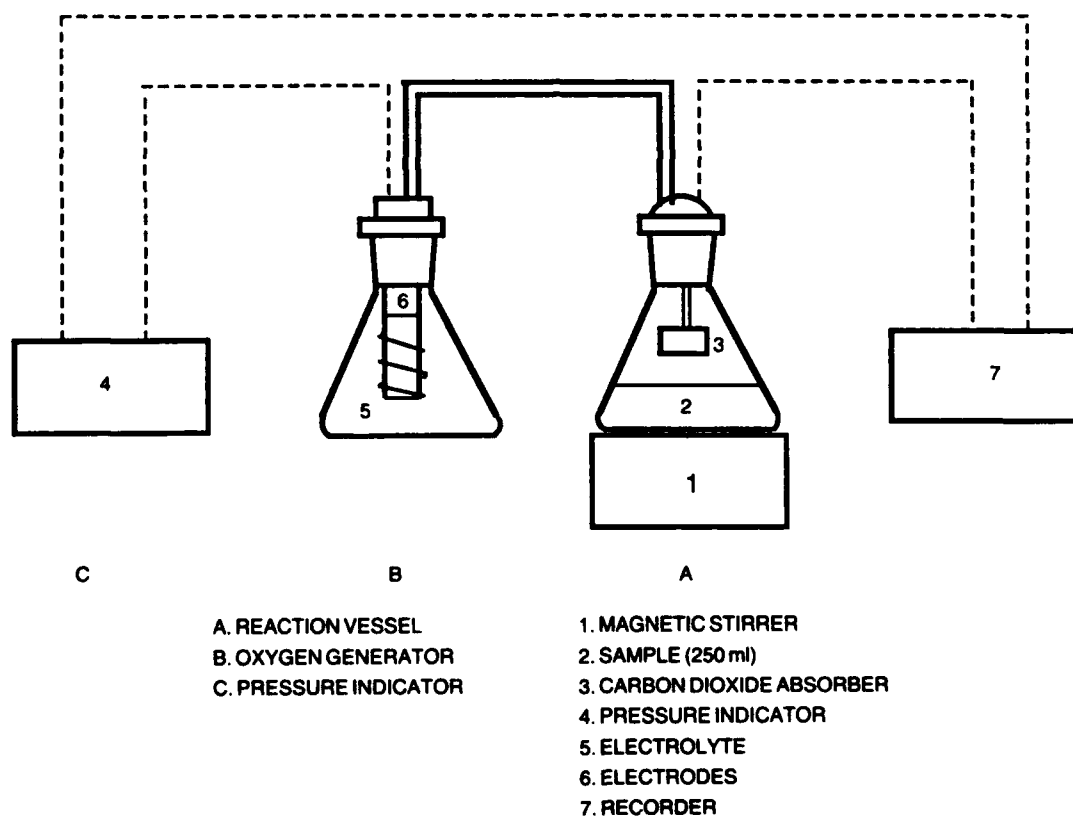 4
6
5
3
2
7
1
C
B
A
A. REACTION VESSEL
B. OXYGEN GENERATOR
C. PRESSURE INDICATOR
1. MAGNETIC STIRRER
2. SAMPLE (250 ml)
3. CARBON DIOXIDE ABSORBER
4. PRESSURE INDICATOR
5. ELECTROLYTE
6. ELECTRODES
7. RECORDER